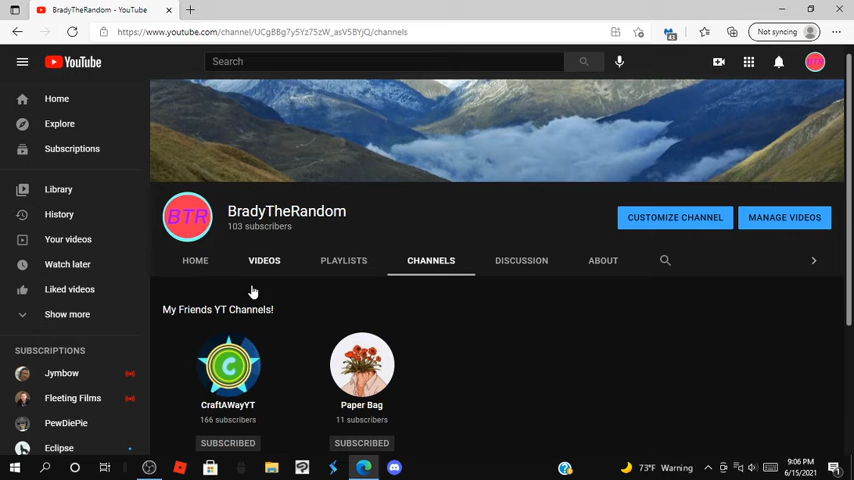 BradyTheRandom - YouTube
https://www.youtube.com/channel/UCgBBg7y5Yz75zW_asV5BYjQ/channels
43
Not syncing
YouTube
Search
BTR
Home
Explore
Subscriptions
Library
History
Your videos
Watch later
Liked videos
Show more
SUBSCRIPTIONS
Jymbow
Fleeting Films
PewDiePie
Eclipse
BTR
BradyTheRandom
103 subscribers
CUSTOMIZE CHANNEL
MANAGE VIDEOS
HOME
VIDEOS
PLAYLISTS
CHANNELS
DISCUSSION
ABOUT
My Friends YT Channels!
C
CraftAWayYT
166 subscribers
SUBSCRIBED
Paper Bag
11 subscribers
SUBSCRIBED
73°F Warning
9:06 PM
6/15/2021